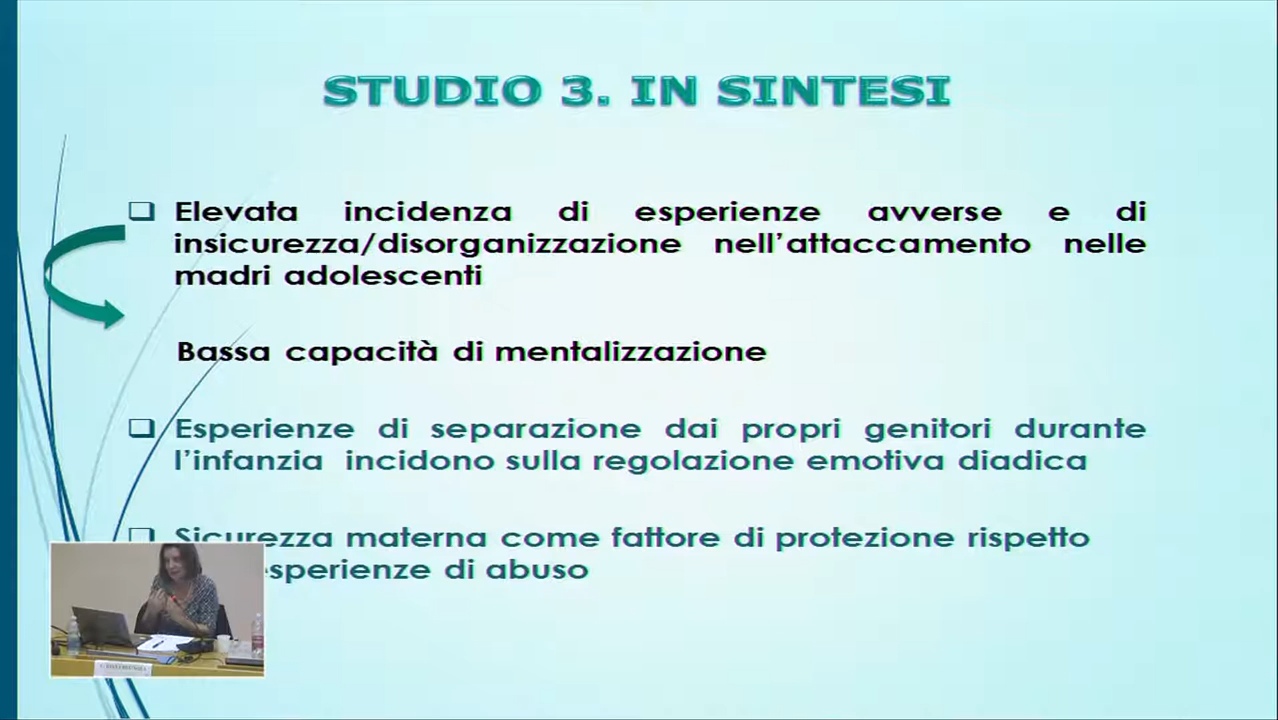 STUDIO 3. IN SINTESI
Elevata incidenza di esperienze avverse e di
insicurezza/disorganizzazione nell'attaccamento nelle
madri adolescenti
Bassa capacità di mentalizzazione
Esperienze di separazione dai propri genitori durante
l'infanzia incidono sulla regolazione emotiva diadica
Sicurezza materna come fattore di protezione rispetto
esperienze di abuso